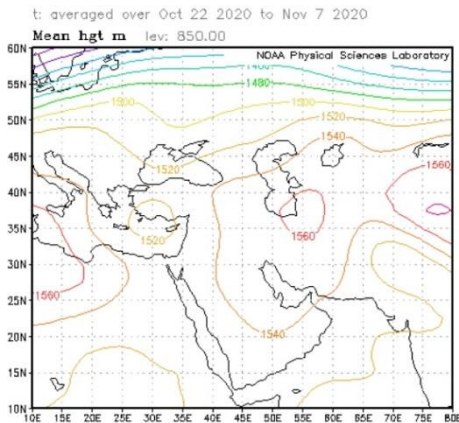 t: averaged over Oct 22 2020 to Nov 7 2020
Mean hgt m lev: 850.00
NOAA Physical Sciences Laboratory
60N
55N
50N
45N
40N
35N
30N
25N
20N
15N
10N
1460
1480
1500
1500
1520
1540
1520
1560
1520
1560
1560
1540
10E 15E 20E 25E 30E 35E 40E 45E 50E 55E 60E 65E 70E 75E 80E